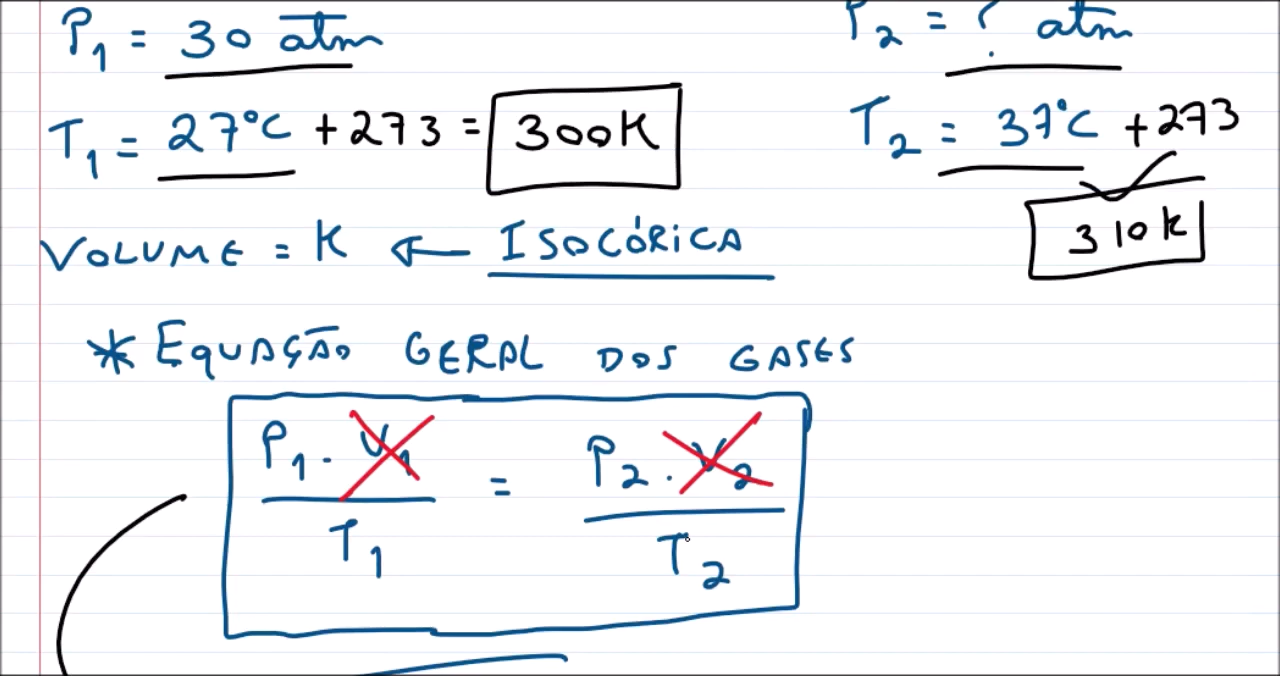 P1 = 30 atm
P2 = ? atm
T1 = 27°C +273 = 300K
T2 = 37°C +273
310K
VOLUME = K ← ISOCÓRICA
* EQUAÇÃO GERAL DOS GASES
P1 . V1 = P2 . V2
T1 T2